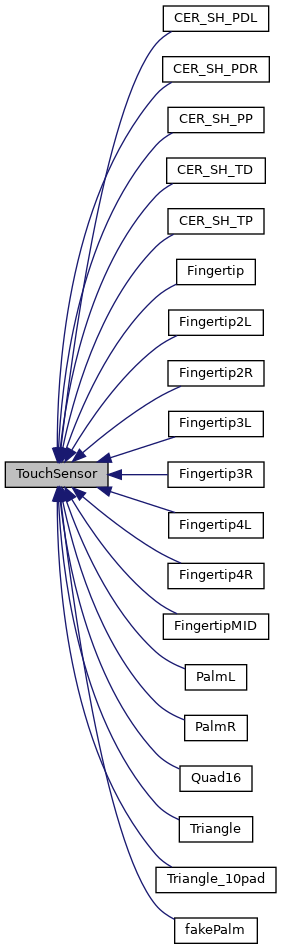 CER_SH_PDL
CER_SH_PDR
CER_SH_PP
CER_SH_TD
CER_SH_TP
Fingertip
Fingertip2L
Fingertip2R
Fingertip3L
TouchSensor
Fingertip3R
Fingertip4L
Fingertip4R
FingertipMID
PalmL
PalmR
Quad16
Triangle
Triangle_10pad
fakePalm